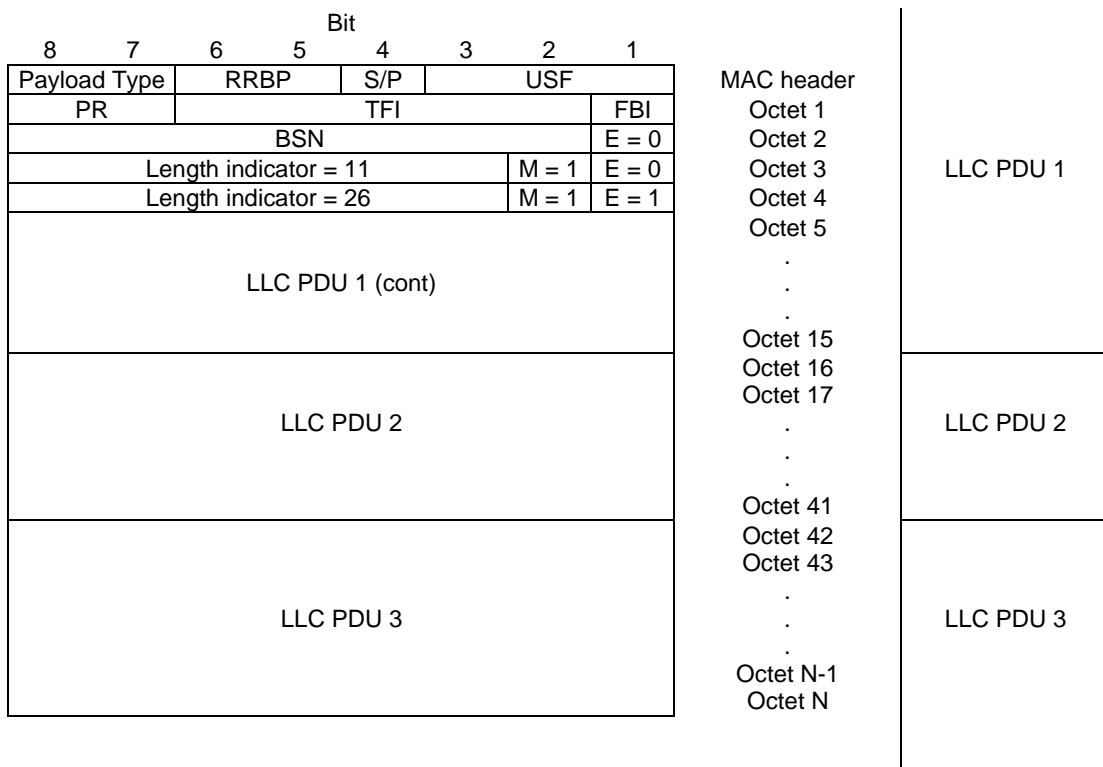 Bit
8 7 6 5 4 3 2 1
Payload Type RRBP S/P USF MAC header
PR TFI FBI Octet 1
BSN E = 0 Octet 2
Length indicator = 11 M = 1 E = 0 Octet 3 LLC PDU 1
Length indicator = 26 M = 1 E = 1 Octet 4
Octet 5
.
LLC PDU 1 (cont) .
.
Octet 15
Octet 16
Octet 17
LLC PDU 2 . LLC PDU 2
.
.
Octet 41
Octet 42
Octet 43
.
LLC PDU 3 . LLC PDU 3
.
Octet N-1
Octet N